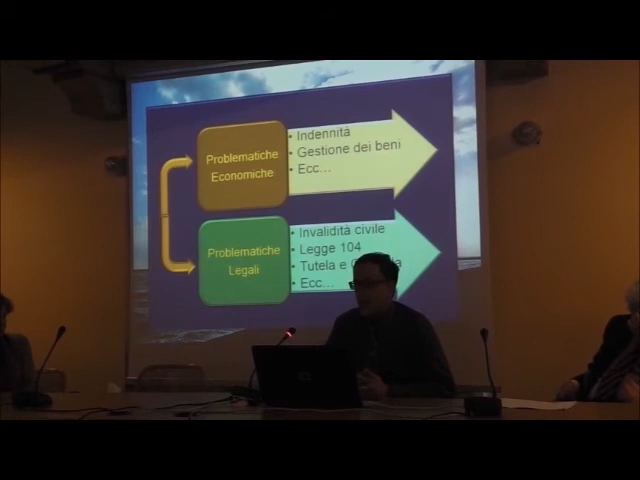 Problematiche
Economiche
• Indennità
• Gestione dei beni
• Ecc...
Problematiche
Legali
• Invalidità civile
• Legge 104
• Tutela e
• Ecc...